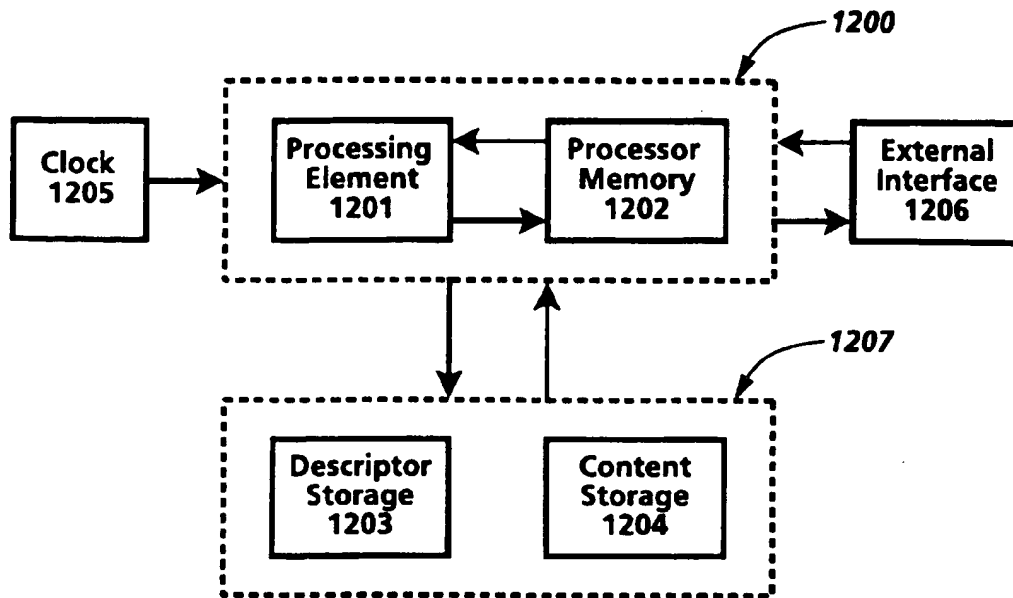 1200
Clock
1205
Processing
Element
1201
Processor
Memory
1202
External
Interface
1206
1207
Descriptor
Storage
1203
Content
Storage
1204